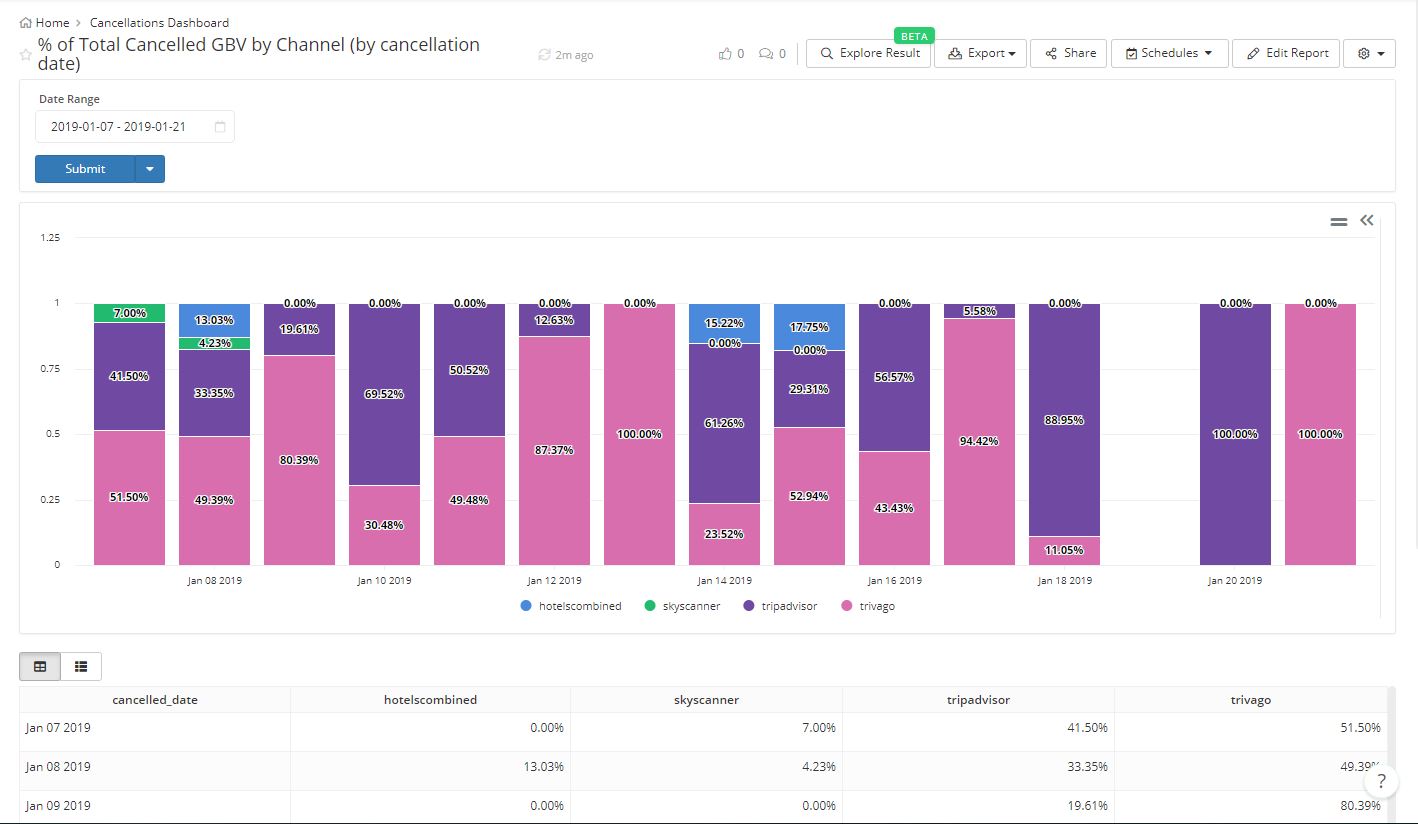 Home > Cancellations Dashboard
% of Total Cancelled GBV by Channel (by cancellation
date)
2m ago
0
0
BETA
Explore Result
Export
Share
Schedules
Edit Report
Date Range
2019-01-07 - 2019-01-21
Submit
1.25
1
0.75
0.5
0.25
0
7.00%
41.50%
51.50%
13.03%
4.23%
33.35%
49.39%
0.00%
19.61%
80.39%
0.00%
69.52%
30.48%
0.00%
50.52%
49.48%
0.00%
12.63%
87.37%
0.00%
100.00%
15.22%
0.00%
61.26%
23.52%
17.75%
0.00%
29.31%
52.94%
0.00%
56.57%
43.43%
5.58%
94.42%
0.00%
88.95%
11.05%
0.00%
100.00%
0.00%
100.00%
Jan 08 2019
Jan 10 2019
Jan 12 2019
Jan 14 2019
Jan 16 2019
Jan 18 2019
Jan 20 2019
hotelscombined
skyscanner
tripadvisor
trivago
cancelled_date hotelscombined skyscanner tripadvisor trivago
Jan 07 2019 0.00% 7.00% 41.50% 51.50%
Jan 08 2019 13.03% 4.23% 33.35% 49.39%
Jan 09 2019 0.00% 0.00% 19.61% 80.39%
?